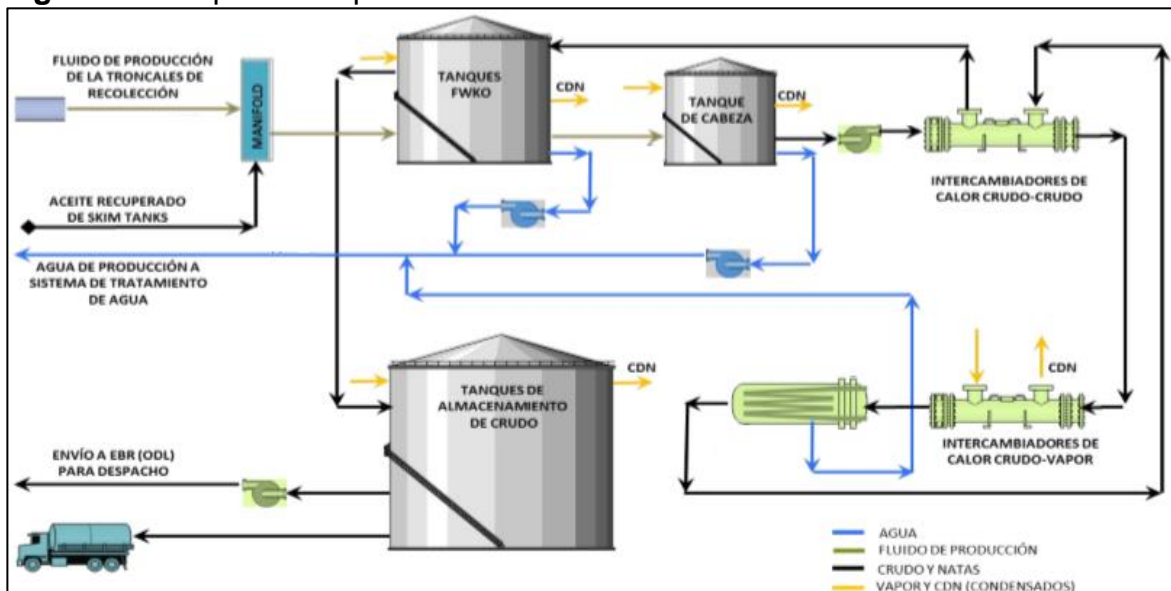 FLUIDO DE PRODUCCIÓN
DE LA TRONCALES DE
RECOLECCIÓN
MANIFOLD
TANQUES
FWKO
CDN
TANQUE
DE CABEZA
CDN
INTERCAMBIADORES DE
CALOR CRUDO-CRUDO
ACEITE RECUPERADO
DE SKIM TANKS
AGUA DE PRODUCCIÓN A
SISTEMA DE TRATAMIENTO
DE AGUA
TANQUES DE
ALMACENAMIENTO
DE CRUDO
CDN
CDN
INTERCAMBIADORES DE
CALOR CRUDO-VAPOR
ENVÍO A EBR (ODL)
PARA DESPACHO
AGUA
FLUIDO DE PRODUCCIÓN
CRUDO Y NATAS
VAPOR Y CDN (CONDENSADOS)